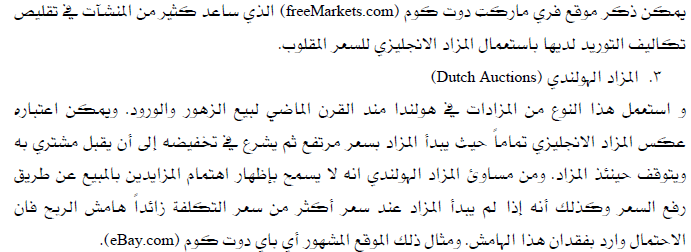 يمكن ذكر موقع فري ماركت دوت كوم (freeMarkets.com) الذي ساعد كثير من المنشآت في تقليص
تكاليف التوريد لديها باستعمال المزاد الانجليزي للسعر المقلوب.
٣. المزاد الهولندي (Dutch Auctions)
و استعمل هذا النوع من المزادات في هولندا مند القرن الماضي لبيع الزهور والورود. ويمكن اعتباره
عكس المزاد الانجليزي تماماً حيث يبدأ المزاد بسعر مرتفع ثم يشرع في تخفيضه إلى أن يقبل مشتري به
ويتوقف حينئذ المزاد. ومن مساوئ المزاد الهولندي انه لا يسمح بإظهار اهتمام المزايدين بالمبيع عن طريق
رفع السعر وكذلك أنه إذا لم يبدأ المزاد عند سعر أكثر من سعر التكلفة زائداً هامش الربح فان
الاحتمال وارد بفقدان هذا الهامش. ومثال ذلك الموقع المشهور أي باي دوت كوم (eBay.com).